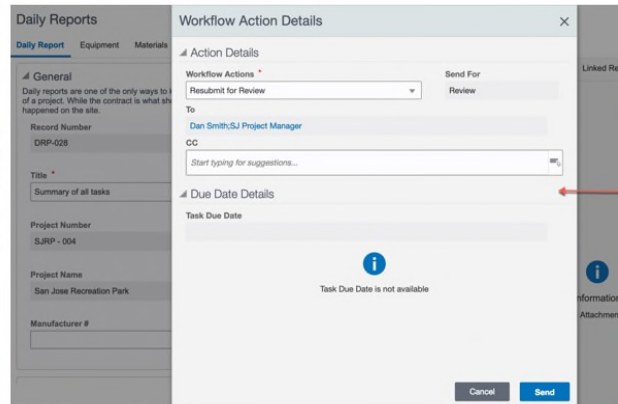 Daily Reports
Daily Report Equipment Materials
General
Daily reports are one of the only ways to
of a project. While the contract is what
happened on the site.
Record Number
DRP-028
Title *
Summary of all tasks
Project Number
SJRP - 004
Project Name
San Jose Recreation Park
Manufacturer #
Workflow Action Details
Action Details
Workflow Actions *
Send For
Resubmit for Review
Review
To
Dan Smith;SJ Project Manager
CC
Start typing for suggestions...
Due Date Details
Task Due Date
Task Due Date is not available
Cancel Send
Linked